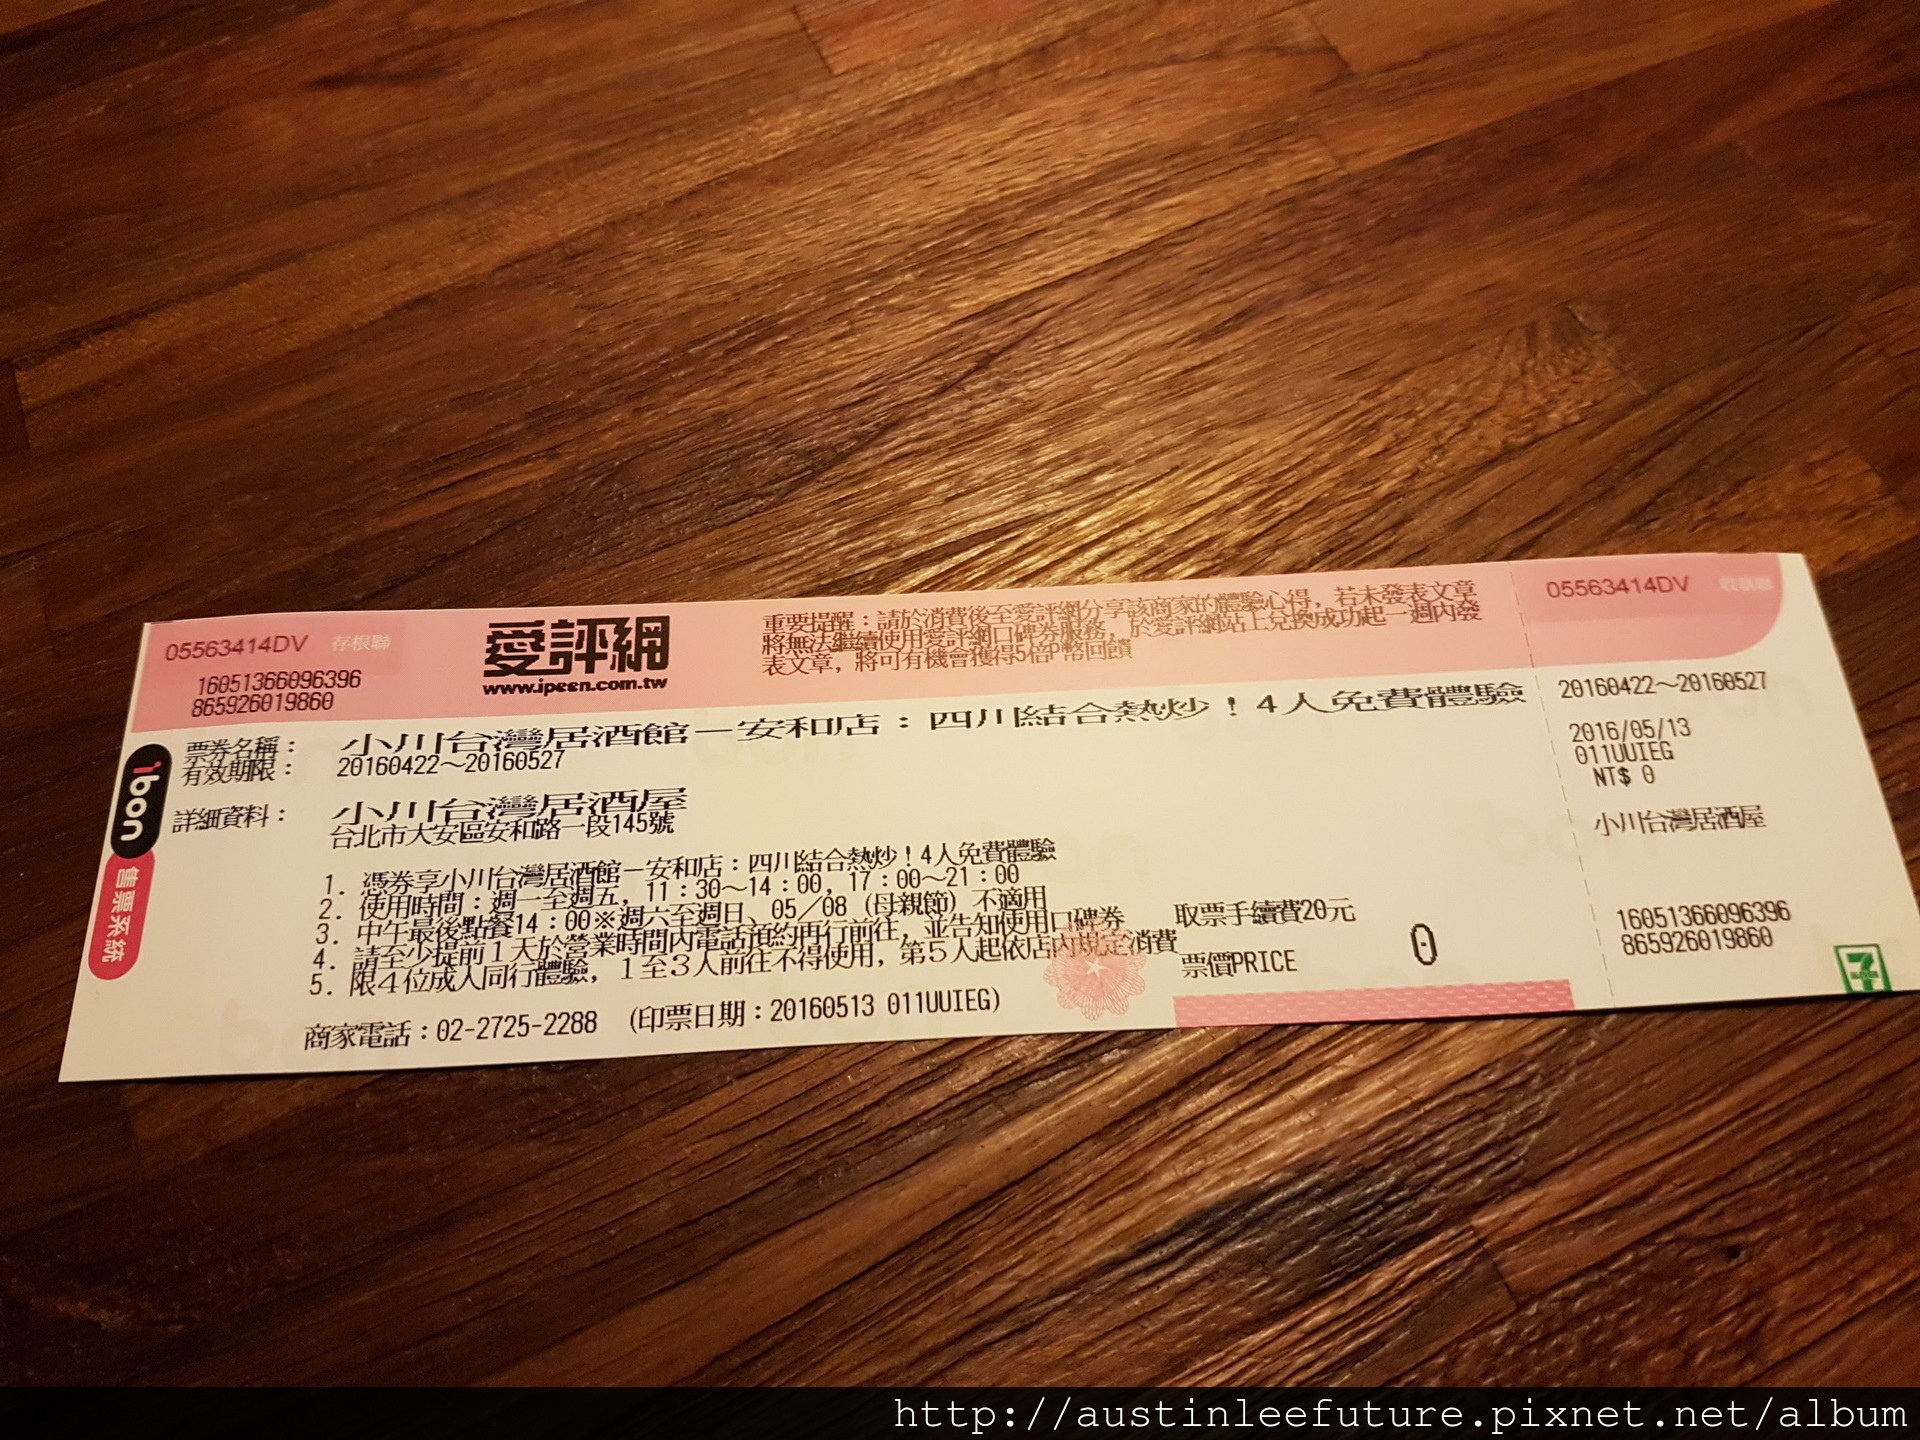 05563414DV 存根聯
16051366096396
865926019860
愛評網
www.ipeen.com.tw
重要提醒：請於消費後至愛評網分享該商家的體驗心得，若未發表文章
將無法繼續使用愛評網口碑券服務，於愛評網站上兌換成功起一週內發
表文章，將可有機會獲得5倍P幣回饋
票券名稱： 小川台灣居酒館－安和店：四川結合熱炒！4人免費體驗
有效期限： 20160422～20160527
詳細資料： 小川台灣居酒屋
台北市大安區安和路一段145號
1. 憑券享小川台灣居酒館－安和店：四川結合熱炒！4人免費體驗
2. 使用時間：週一至週五，11：30～14：00，17：00～21：00
3. 中午最後點餐14：00※週六至週日、05／08（母親節）不適用
4. 請至少提前1天於營業時間內電話預約再行前往，並告知使用口碑券
5. 限4位成人同行體驗，1至3人前往不得使用，第5人起依店內規定消費
商家電話：02-2725-2288 (印票日期：20160513 011UUIEG)
取票手續費20元
票價PRICE 0
ibon
售票系統
05563414DV 收執聯
20160422～20160527
2016/05/13
011UUIEG
NT$ 0
小川台灣居酒屋
16051366096396
865926019860
7
http://austinleefuture.pixnet.net/album